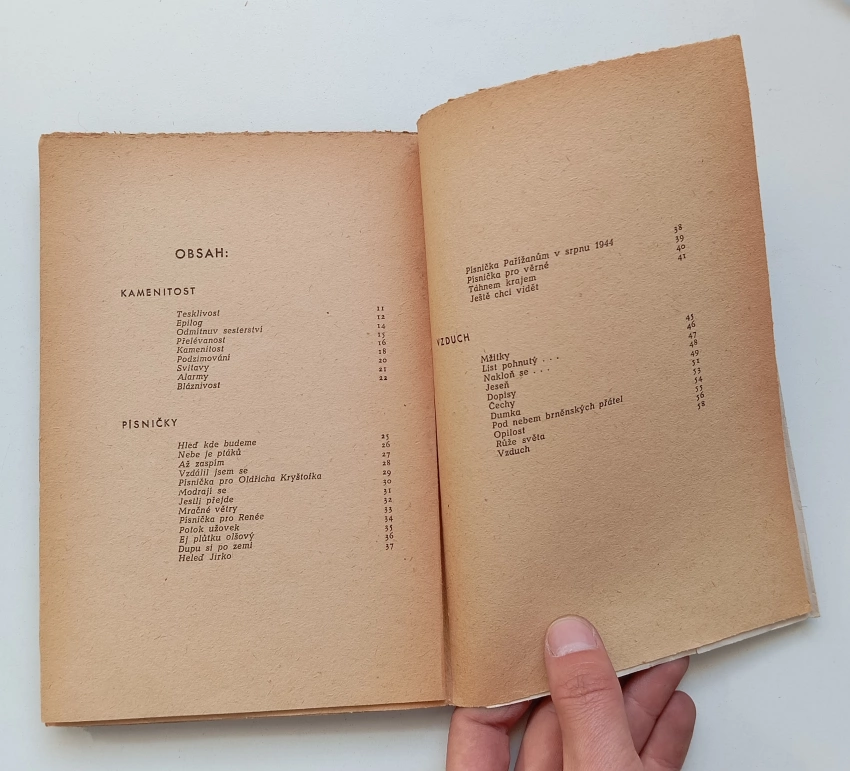 OBSAH:
KAMENITOST
Tesklivost 11
Epilog 12
Odmítnuv sesterství 14
Přelévanost 15
Kamenitost 16
Podzimování 18
Svitavy 20
Alarmy 21
Bláznivost 22
PÍSNIČKY
Hleď kde budeme 25
Nebe je ptáků 26
Až zaspím 27
Vzdálil jsem se 28
Písnička pro Oldřicha Kryštofka 29
Modrají se 30
Jestli přejde 31
Mračné větry 32
Písnička pro Renée 33
Potok užovek 34
Ej plůtku olšový 35
Dupu si po zemi 36
Heleď Jirko 37
Písnička Pařížanům v srpnu 1944 38
Písnička pro věrné 39
Táhnem krajem 40
Ještě chci vidět 41
VZDUCH
Mžitky 45
List pohnutý . . . 46
Nakloň se . . . 47
Jeseň 48
Dopisy 49
Čechy 51
Dumka 53
Pod nebem brněnských přátel 54
Opilost 55
Růže světa 56
Vzduch 58